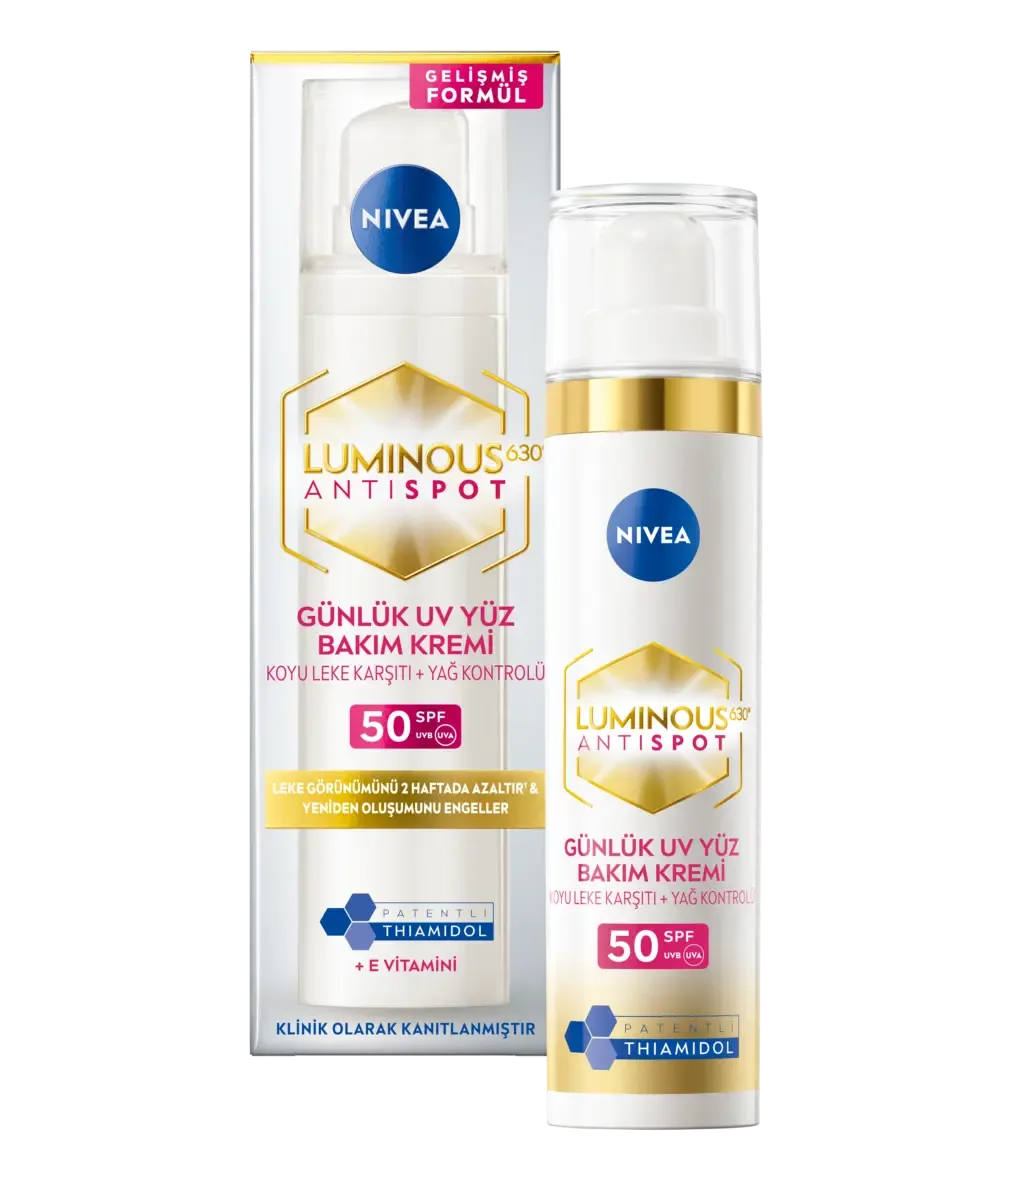 GELİŞMİŞ
FORMÜL
NIVEA
LUMINOUS630®
ANTISPOT
GÜNLÜK UV YÜZ
BAKIM KREMİ
KOYU LEKE KARŞITI + YAĞ KONTROLÜ
50 SPF
UVB UVA
LEKE GÖRÜNÜMÜNÜ 2 HAFTADA AZALTIR¹ &
YENİDEN OLUŞUMUNU ENGELLER
PATENTLİ
THIAMIDOL
+ E VİTAMİNİ
KLİNİK OLARAK KANITLANMIŞTIR
NIVEA
LUMINOUS630®
ANTISPOT
GÜNLÜK UV YÜZ
BAKIM KREMİ
KOYU LEKE KARŞITI + YAĞ KONTROLÜ
50 SPF
UVB UVA
PATENTLİ
THIAMIDOL